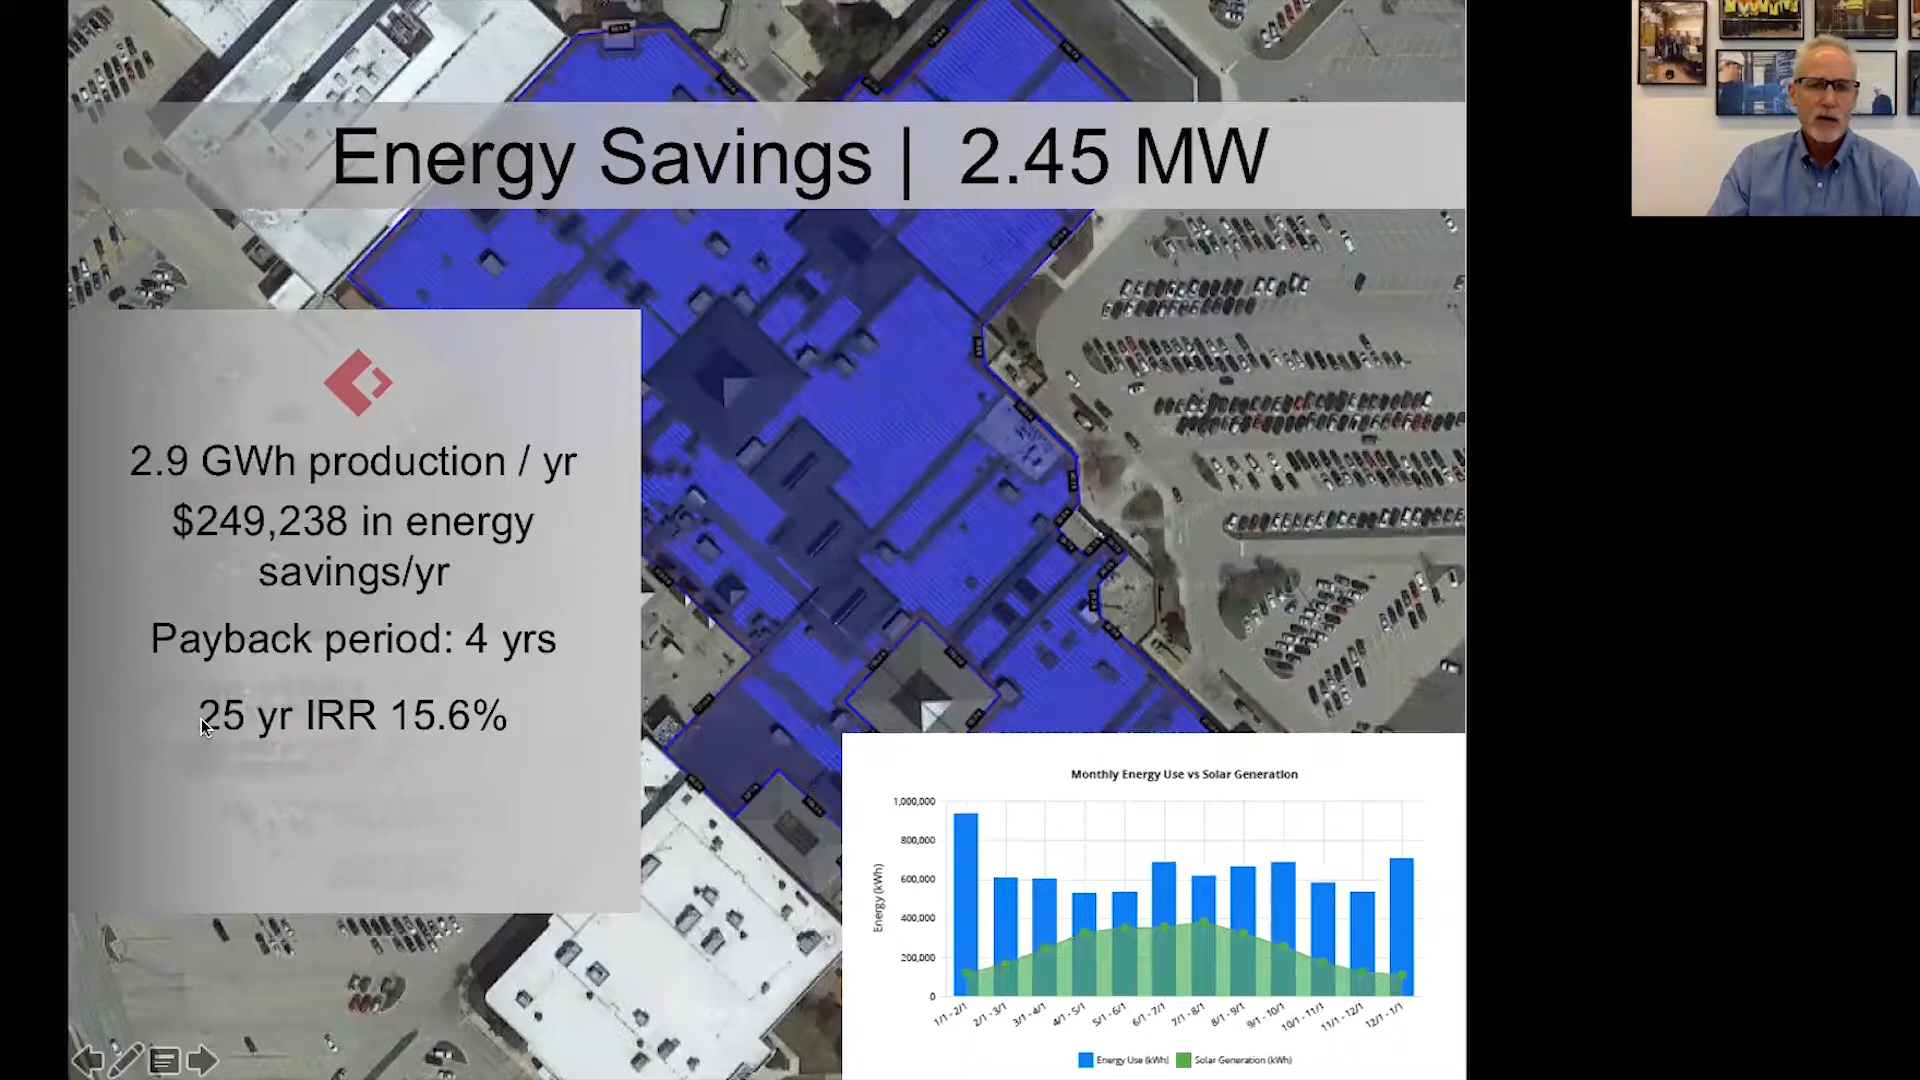 Energy Savings | 2.45 MW
2.9 GWh production / yr
$249,238 in energy
savings/yr
Payback period: 4 yrs
25 yr IRR 15.6%
Monthly Energy Use vs Solar Generation
Energy (kWh)
1,000,000
800,000
600,000
400,000
200,000
0
1/1 - 2/1
2/1 - 3/1
3/1 - 4/1
4/1 - 5/1
5/1 - 6/1
6/1 - 7/1
7/1 - 8/1
8/1 - 9/1
9/1 - 10/1
10/1 - 11/1
11/1 - 12/1
12/1 - 1/1
Energy Use (kWh)
Solar Generation (kWh)